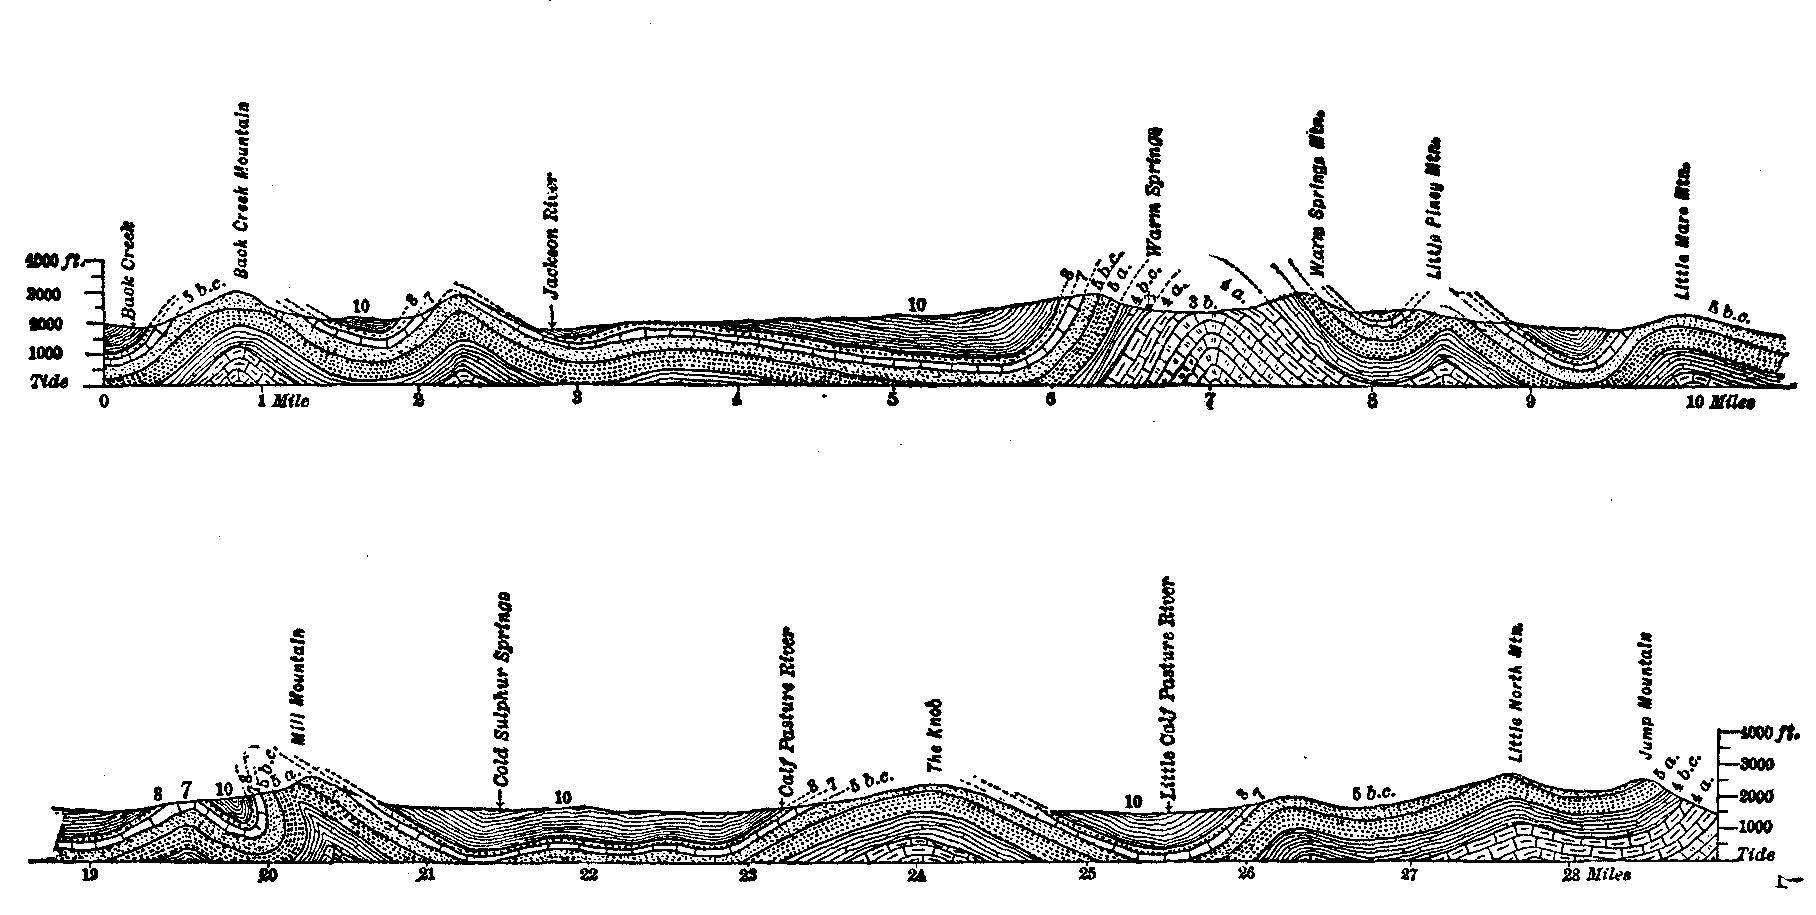 Back Creek
Back Creek Mountain
Jackson River
Warm Springs
Warm Springs Mtn.
Little Piney Mtn.
Little Mare Mtn.
4000 ft.
3000
2000
1000
Tide
5 b.c.
10
8
7
10
8
7
5 b.c.
5 a.
4 b.c.
4 a.
3 b.
4 a.
5 b.c.
0 1 Mile 2 3 4 5 6 7 8 9 10 Miles
Mill Mountain
Cold Sulphur Springs
Calf Pasture River
The Knob
Little Calf Pasture River
Little North Mtn.
Jump Mountain
8 7 10 8 5 b.c. 5 a.
10
8 7 5 b.c.
10
8 7
5 b.c.
5 a.
4 b.c.
4 a.
4000 ft.
3000
2000
1000
Tide
19 20 21 22 23 24 25 26 27 28 Miles